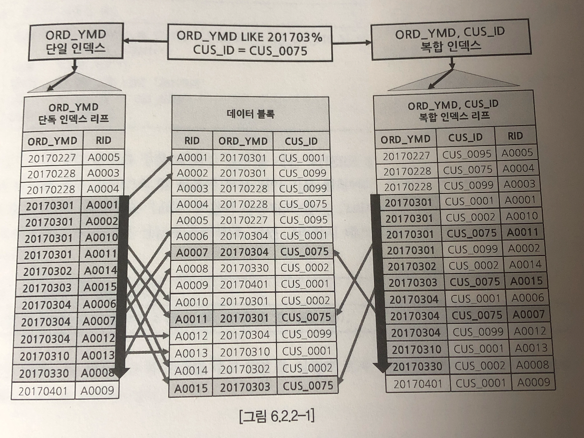 ORD_YMD
단일 인덱스
ORD_YMD LIKE 201703%
CUS_ID = CUS_0075
ORD_YMD, CUS_ID
복합 인덱스
ORD_YMD
단독 인덱스 리프
ORD_YMD RID
20170227 A0005
20170228 A0003
20170228 A0004
20170301 A0001
20170301 A0002
20170301 A0010
20170301 A0011
20170302 A0014
20170303 A0015
20170304 A0006
20170304 A0007
20170304 A0012
20170310 A0013
20170330 A0008
20170401 A0009
데이터 블록
RID ORD_YMD CUS_ID
A0001 20170301 CUS_0001
A0002 20170301 CUS_0099
A0003 20170228 CUS_0099
A0004 20170228 CUS_0075
A0005 20170227 CUS_0095
A0006 20170304 CUS_0001
A0007 20170304 CUS_0075
A0008 20170330 CUS_0002
A0009 20170401 CUS_0001
A0010 20170301 CUS_0002
A0011 20170301 CUS_0075
A0012 20170304 CUS_0099
A0013 20170310 CUS_0001
A0014 20170302 CUS_0002
A0015 20170303 CUS_0075
ORD_YMD, CUS_ID
복합 인덱스 리프
ORD_YMD CUS_ID RID
20170227 CUS_0095 A0005
20170228 CUS_0075 A0004
20170228 CUS_0099 A0003
20170301 CUS_0001 A0001
20170301 CUS_0002 A0010
20170301 CUS_0075 A0011
20170301 CUS_0099 A0002
20170302 CUS_0002 A0014
20170303 CUS_0075 A0015
20170304 CUS_0001 A0006
20170304 CUS_0075 A0007
20170304 CUS_0099 A0012
20170310 CUS_0001 A0013
20170330 CUS_0002 A0008
20170401 CUS_0001 A0009
[그림 6.2.2-1]